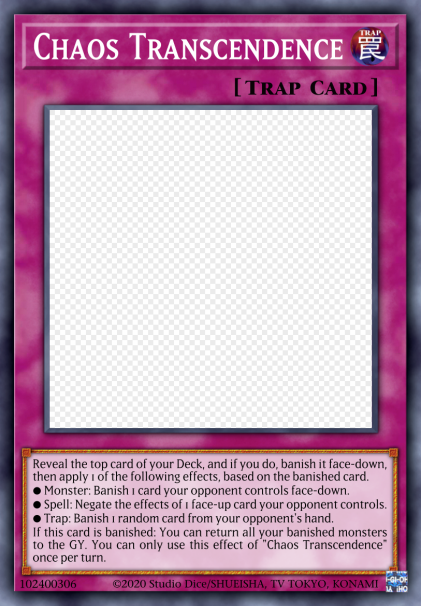 CHAOS TRANSCENDENCE
TRAP
罠
[TRAP CARD]
Reveal the top card of your Deck, and if you do, banish it face-down,
then apply 1 of the following effects, based on the banished card.
● Monster: Banish 1 card your opponent controls face-down.
● Spell: Negate the effects of 1 face-up card your opponent controls.
● Trap: Banish 1 random card from your opponent's hand.
If this card is banished: You can return all your banished monsters
to the GY. You can only use this effect of "Chaos Transcendence"
once per turn.
102400306
©2020 Studio Dice/SHUEISHA, TV TOKYO, KONAMI